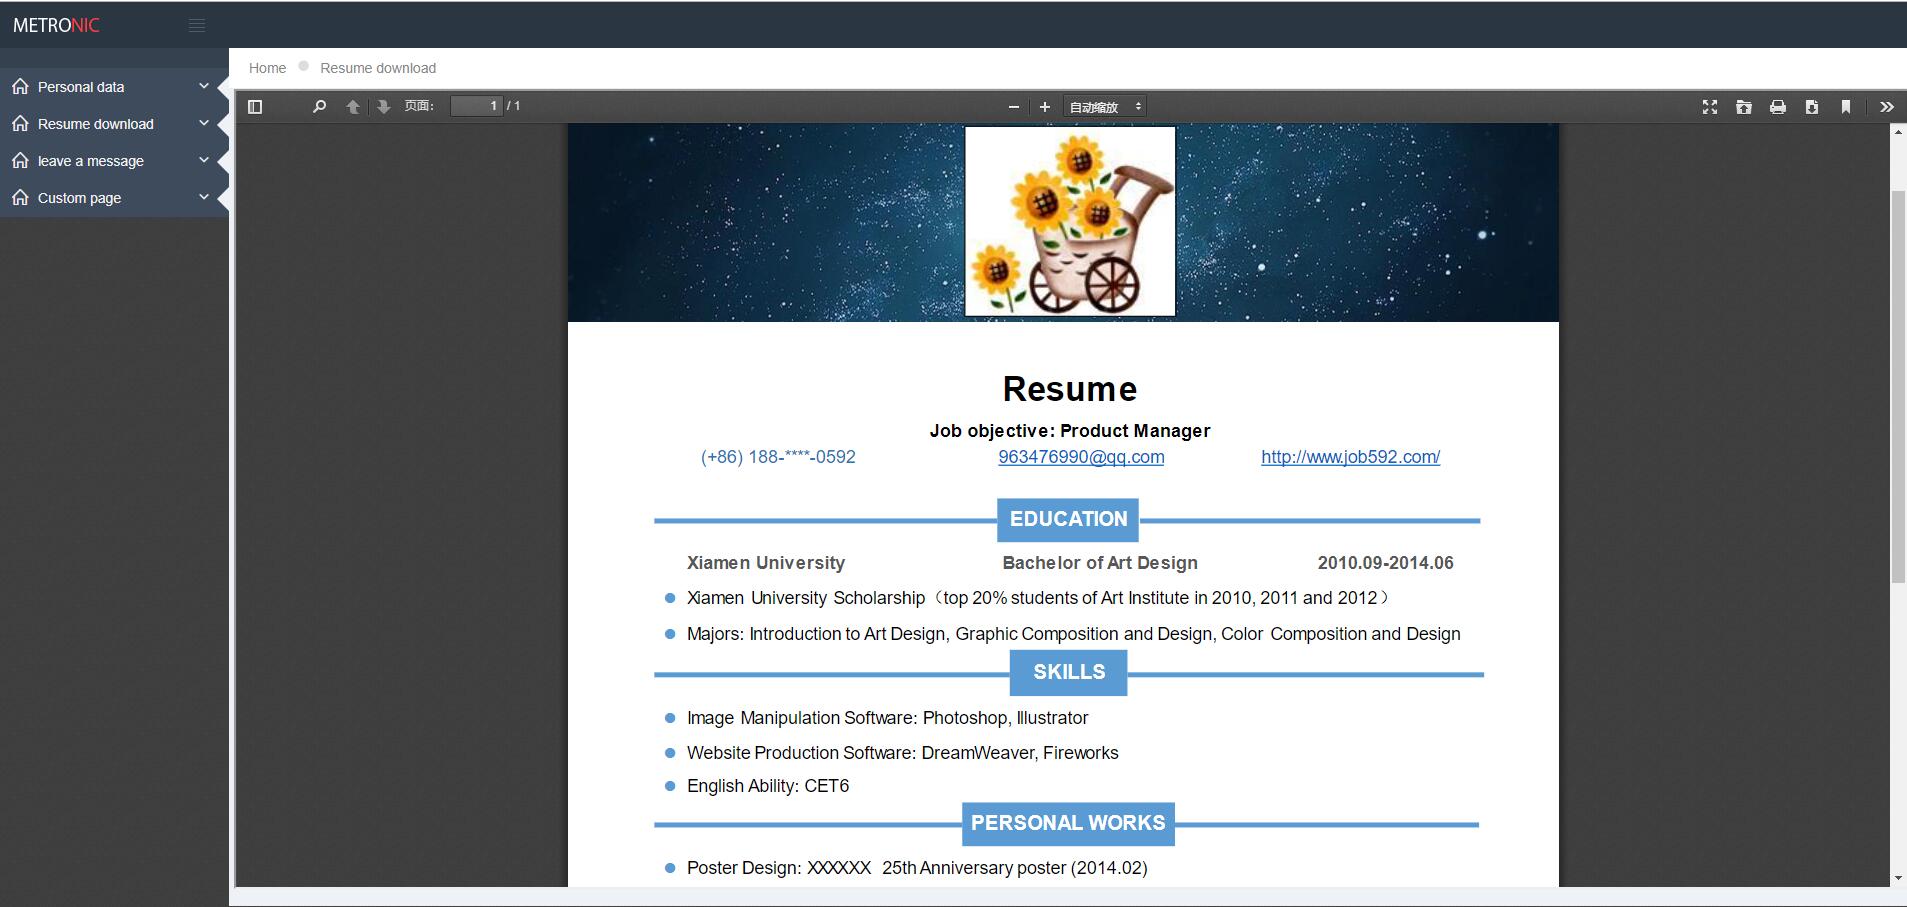 METRONIC
Home Resume download
Personal data
Resume download
leave a message
Custom page
页面： 1 / 1 自动缩放
Resume
Job objective: Product Manager
(+86) 188-****-0592 963476990@qq.com http://www.job592.com/
EDUCATION
Xiamen University Bachelor of Art Design 2010.09-2014.06
Xiamen University Scholarship（top 20% students of Art Institute in 2010, 2011 and 2012）
Majors: Introduction to Art Design, Graphic Composition and Design, Color Composition and Design
SKILLS
Image Manipulation Software: Photoshop, Illustrator
Website Production Software: DreamWeaver, Fireworks
English Ability: CET6
PERSONAL WORKS
Poster Design: XXXXXX 25th Anniversary poster (2014.02)